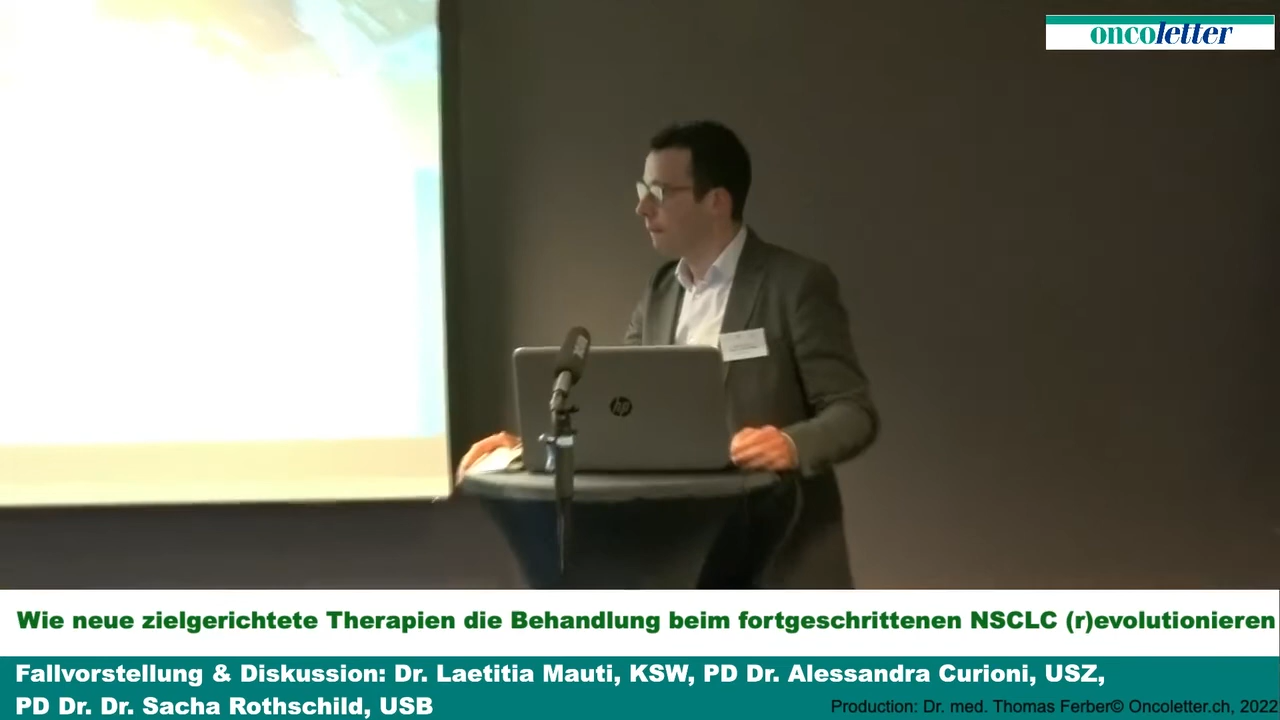 oncoletter
hp
Wie neue zielgerichtete Therapien die Behandlung beim fortgeschrittenen NSCLC (r)evolutionieren
Fallvorstellung & Diskussion: Dr. Laetitia Mauti, KSW, PD Dr. Alessandra Curioni, USZ,
PD Dr. Dr. Sacha Rothschild, USB
Production: Dr. med. Thomas Ferber© Oncoletter.ch, 2022